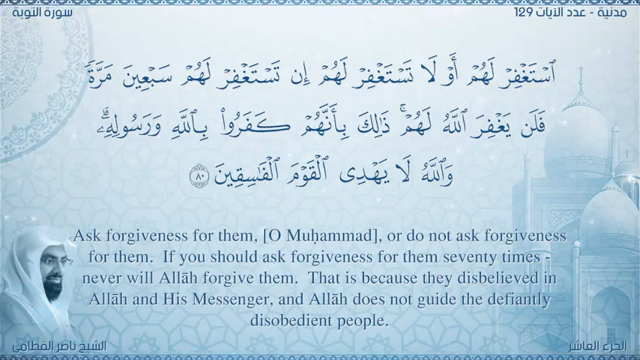 مدنية - عدد الآيات 129
سورة التوبة
ٱسْتَغْفِرْ لَهُمْ أَوْ لَا تَسْتَغْفِرْ لَهُمْ إِن تَسْتَغْفِرْ لَهُمْ سَبْعِينَ مَرَّةً
فَلَن يَغْفِرَ ٱللَّهُ لَهُمْ ۚ ذَٰلِكَ بِأَنَّهُمْ كَفَرُوا۟ بِٱللَّهِ وَرَسُولِهِۦ ۗ
وَٱللَّهُ لَا يَهْدِى ٱلْقَوْمَ ٱلْفَـٰسِقِينَ ٨٠
Ask forgiveness for them, [O Muḥammad], or do not ask forgiveness
for them. If you should ask forgiveness for them seventy times -
never will Allāh forgive them. That is because they disbelieved in
Allāh and His Messenger, and Allāh does not guide the defiantly
disobedient people.
الجزء العاشر
الشيخ ناصر القطامي